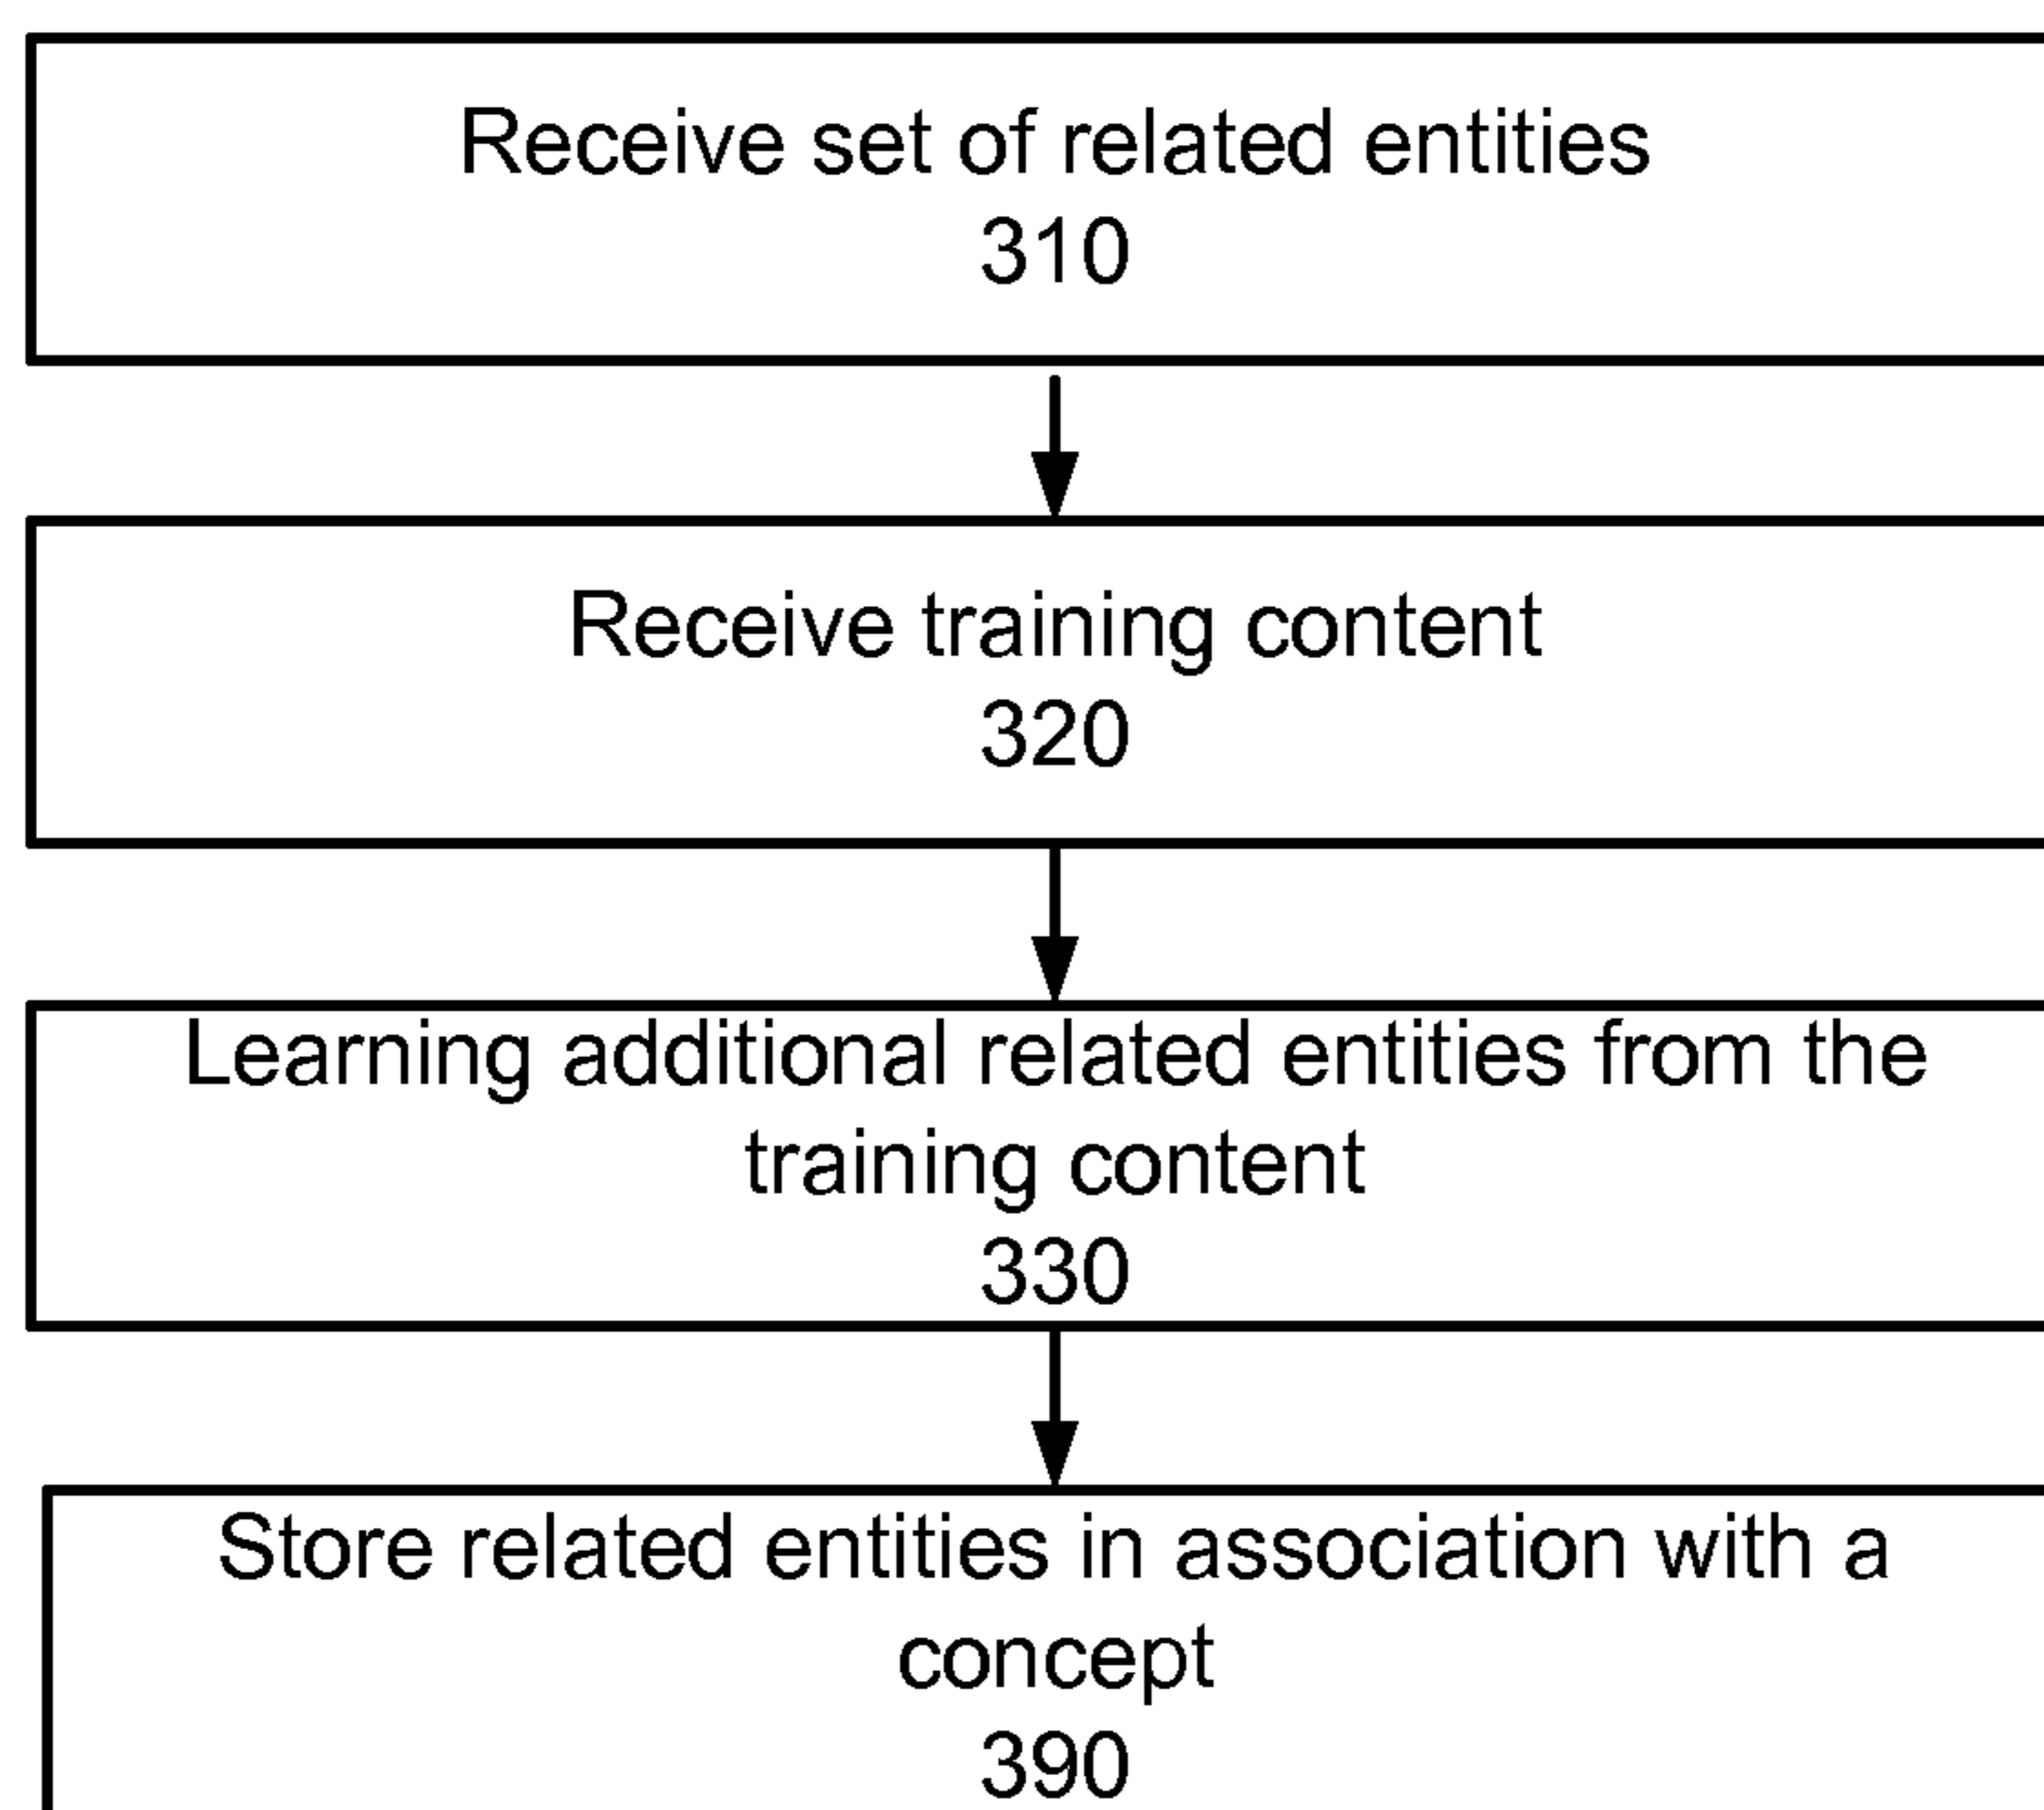 Receive set of related entities
310
Receive training content
320
Learning additional related entities from the
training content
330
Store related entities in association with a
concept
390